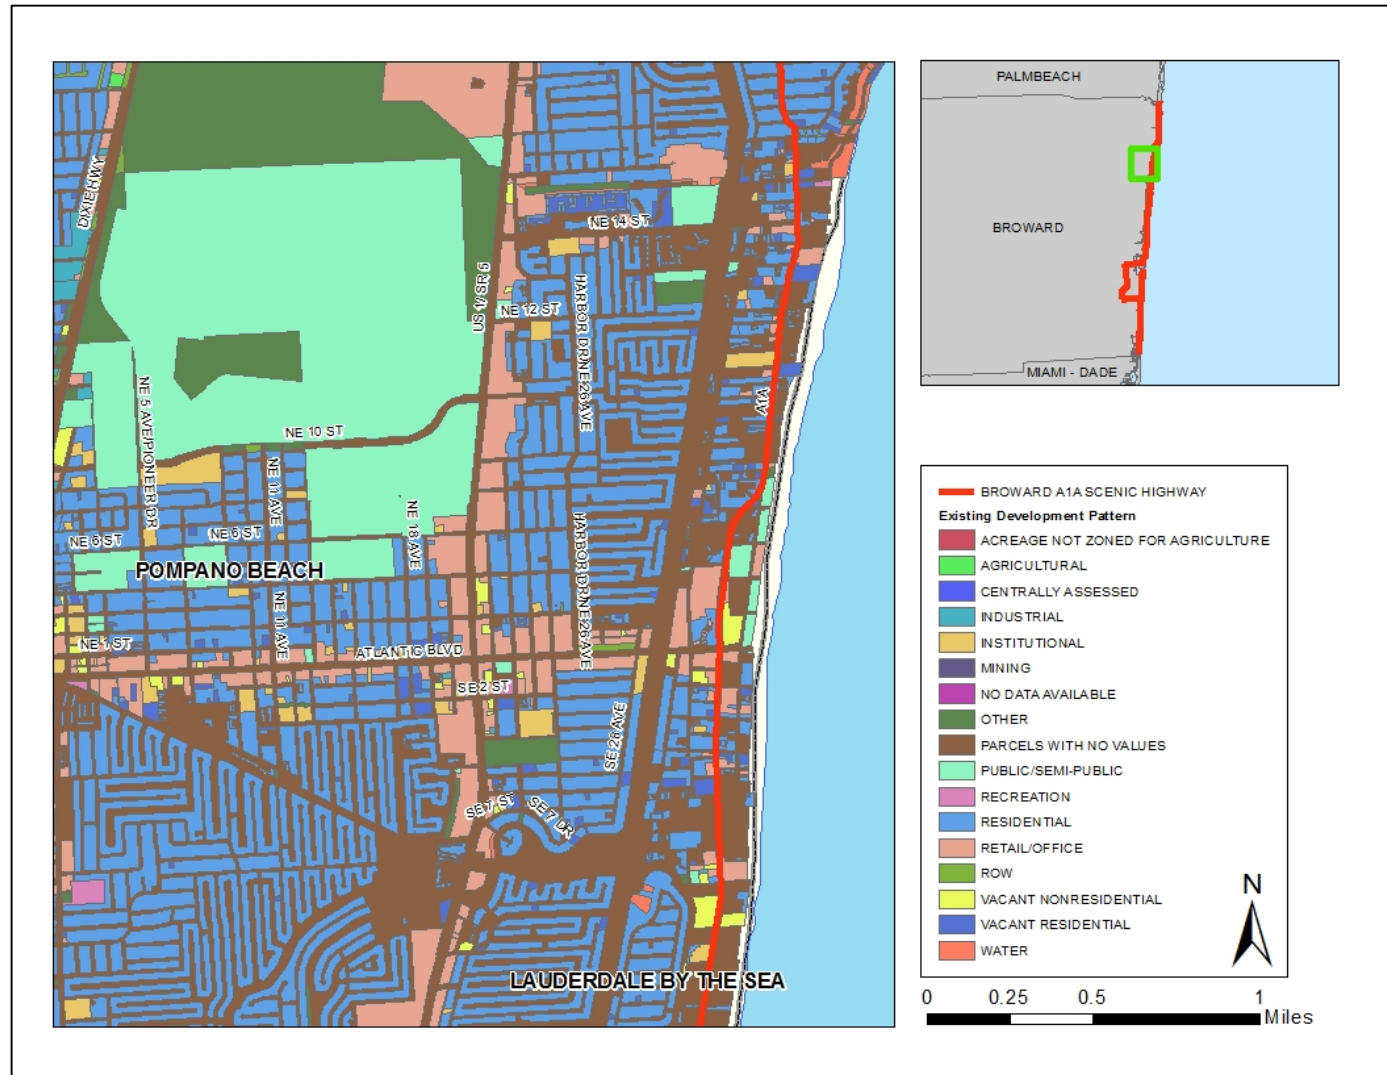 DIXIE HWY
US 1/ SR 5
NE 14 ST
NE 12 ST
HARBOR DR/NE 26 AVE
A1A
NE 5 AVE/PIONEER DR
NE 10 ST
NE 11 AVE
NE 18 AVE
NE 6 ST
NE 6 ST
HARBOR DR/NE 26 AVE
POMPANO BEACH
NE 11 AVE
NE 1 ST
ATLANTIC BLVD
SE 2 ST
SE 28 AVE
SE 7 ST
SE 7 DR
LAUDERDALE BY THE SEA
PALMBEACH
BROWARD
MIAMI - DADE
BROWARD A1A SCENIC HIGHWAY
Existing Development Pattern
ACREAGE NOT ZONED FOR AGRICULTURE
AGRICULTURAL
CENTRALLY ASSESSED
INDUSTRIAL
INSTITUTIONAL
MINING
NO DATA AVAILABLE
OTHER
PARCELS WITH NO VALUES
PUBLIC/SEMI-PUBLIC
RECREATION
RESIDENTIAL
RETAIL/OFFICE
ROW
VACANT NONRESIDENTIAL
VACANT RESIDENTIAL
WATER
N
0 0.25 0.5 1
Miles